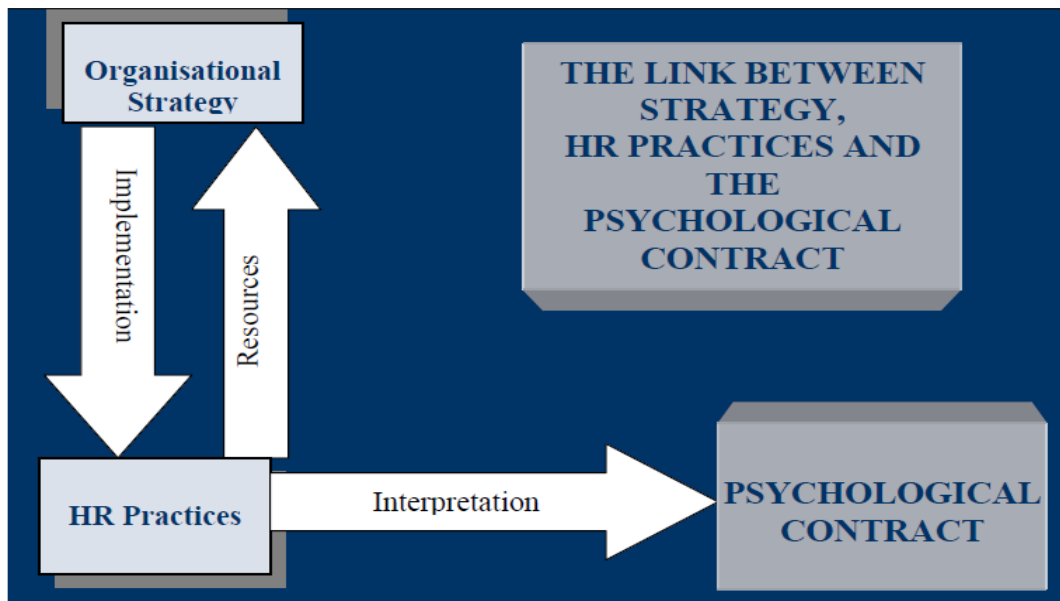 Organisational
Strategy
THE LINK BETWEEN
STRATEGY,
HR PRACTICES AND
THE
PSYCHOLOGICAL
CONTRACT
Implementation
Resources
HR Practices
Interpretation
PSYCHOLOGICAL
CONTRACT